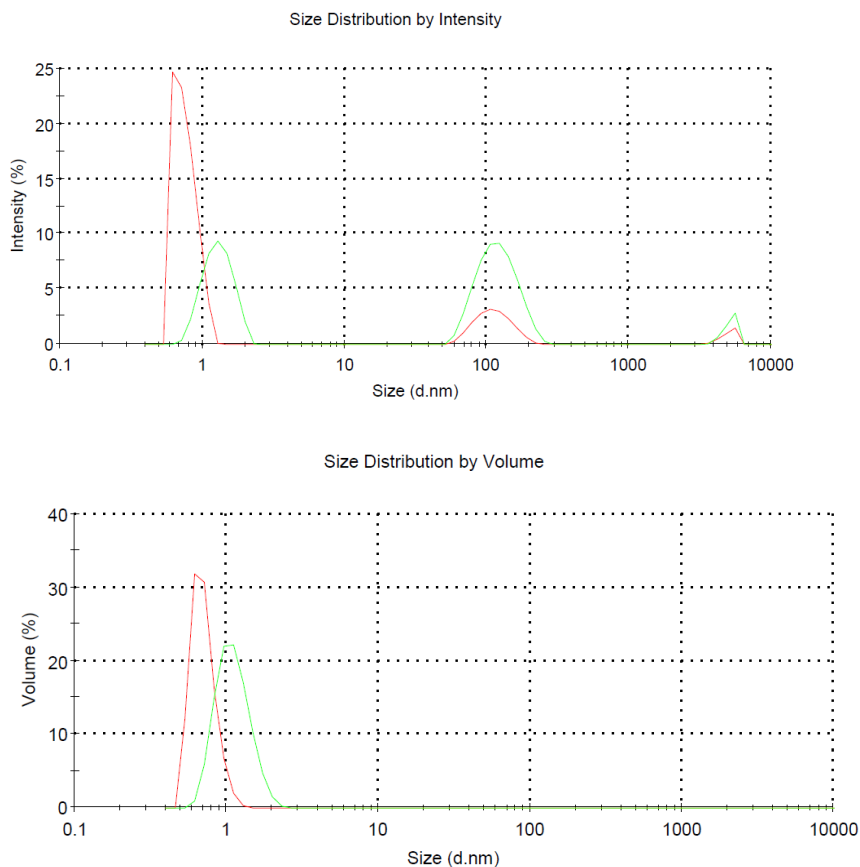 Size Distribution by Intensity
25
20
15
10
5
0
Intensity (%)
0.1 1 10 100 1000 10000
Size (d.nm)
Size Distribution by Volume
40
30
20
10
0
Volume (%)
0.1 1 10 100 1000 10000
Size (d.nm)